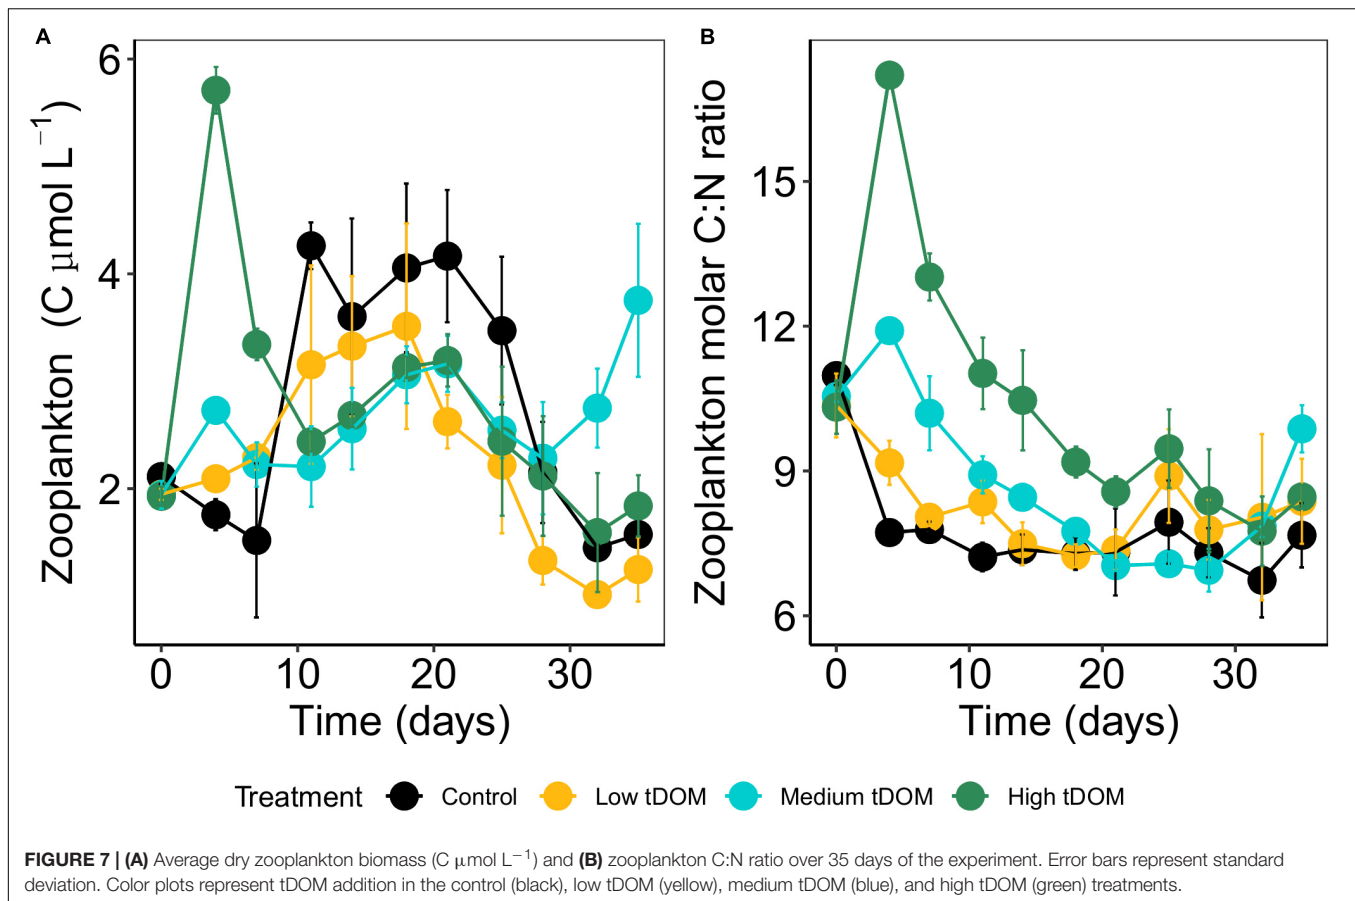 A
B
Zooplankton (C μmol L−1)
6
4
2
0 10 20 30
Time (days)
Zooplankton molar C:N ratio
15
12
9
6
0 10 20 30
Time (days)
Treatment Control Low tDOM Medium tDOM High tDOM
FIGURE 7 | (A) Average dry zooplankton biomass (C μmol L−1) and (B) zooplankton C:N ratio over 35 days of the experiment. Error bars represent standard
deviation. Color plots represent tDOM addition in the control (black), low tDOM (yellow), medium tDOM (blue), and high tDOM (green) treatments.